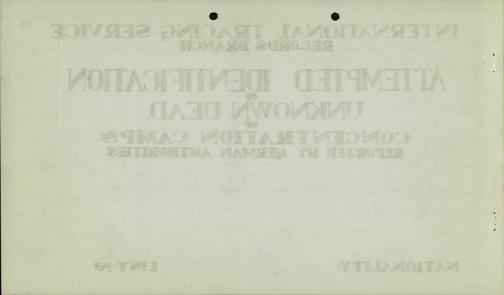 INTERNATIONAL TRACING SERVICE
RECORDS BRANCH
ATTEMPTED IDENTIFICATION
OF
UNKNOWN DEAD
OF
CONCENTRATION CAMPS
REPORTED BY GERMAN AUTHORITIES
NATIONALITY LIST Nº